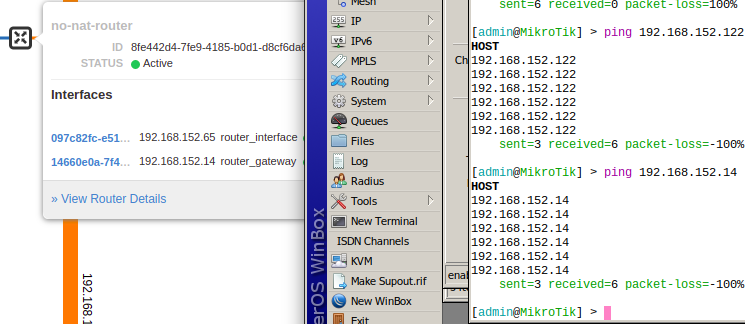 no-nat-router
ID 8fe442d4-7fe9-4185-b0d1-d8cf6da6
STATUS Active
Interfaces
097c82fc-e51... 192.168.152.65 router_interface
14660e0a-7f4... 192.168.152.14 router_gateway
» View Router Details
192.168.1
erOS WinBox
Mesh
IP
IPv6
MPLS
Routing
System
Queues
Files
Log
Radius
Tools
New Terminal
ISDN Channels
KVM
Make Supout.rif
New WinBox
Exit
Ch
enab
sent=6 received=0 packet-loss=100%
[admin@MikroTik] > ping 192.168.152.122
HOST
192.168.152.122
192.168.152.122
192.168.152.122
192.168.152.122
192.168.152.122
192.168.152.122
sent=3 received=6 packet-loss=-100%
[admin@MikroTik] > ping 192.168.152.14
HOST
192.168.152.14
192.168.152.14
192.168.152.14
192.168.152.14
192.168.152.14
192.168.152.14
sent=3 received=6 packet-loss=-100%
[admin@MikroTik] >